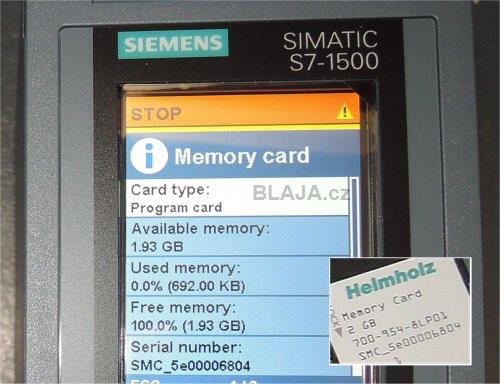 SIEMENS
SIMATIC
S7-1500
STOP
Memory card
Card type:
Program card
BLAJA.cz
Available memory:
1.93 GB
Used memory:
0.0% (692.00 KB)
Free memory:
100.0% (1.93 GB)
Serial number:
SMC_5e00006804
Helmholz
Memory Card
2 GB
700-954-8LP01
SMC_5e00006804